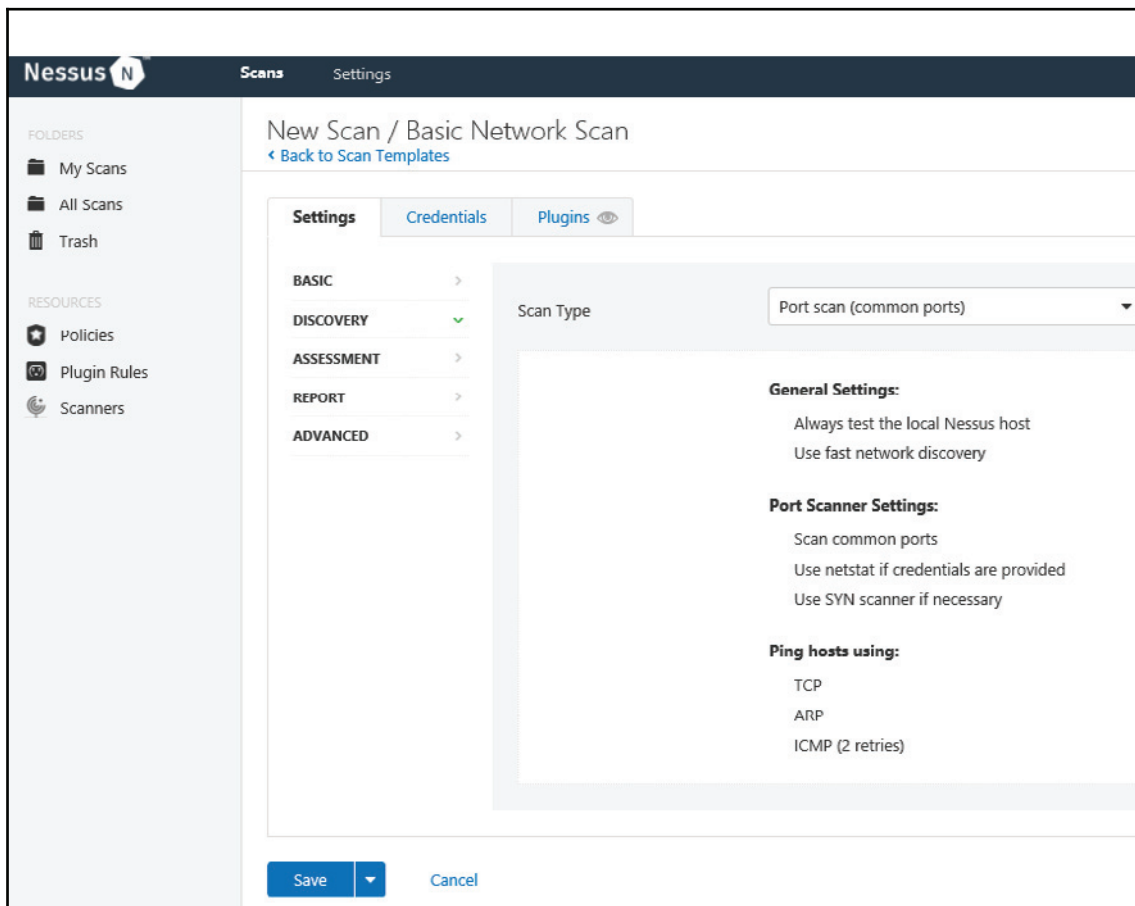 Nessus N
Scans Settings
FOLDERS
My Scans
All Scans
Trash
RESOURCES
Policies
Plugin Rules
Scanners
New Scan / Basic Network Scan
Back to Scan Templates
Settings Credentials Plugins
BASIC
DISCOVERY
ASSESSMENT
REPORT
ADVANCED
Scan Type Port scan (common ports)
General Settings:
Always test the local Nessus host
Use fast network discovery
Port Scanner Settings:
Scan common ports
Use netstat if credentials are provided
Use SYN scanner if necessary
Ping hosts using:
TCP
ARP
ICMP (2 retries)
Save Cancel